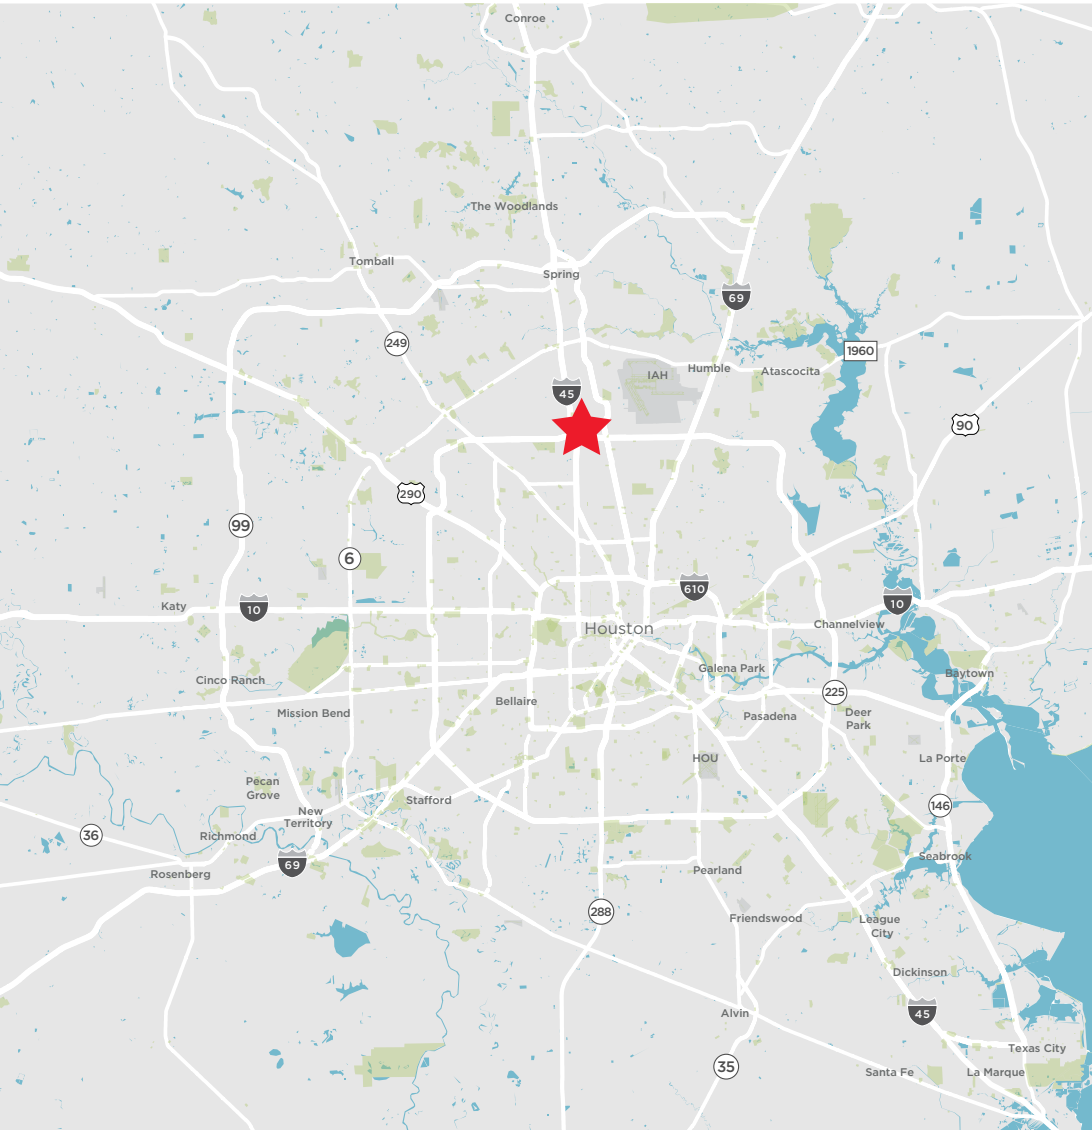 Conroe
The Woodlands
Tomball
Spring
69
249
1960
IAH
Humble
Atascocita
45
90
290
99
6
610
10
Katy
10
Channelview
Houston
Galena Park
Baytown
Cinco Ranch
225
Bellaire
Mission Bend
Pasadena
Deer
Park
HOU
La Porte
Pecan
Grove
Stafford
146
New
Territory
36
Richmond
69
Seabrook
Rosenberg
Pearland
288
Friendswood
League
City
Dickinson
45
Alvin
Texas City
35
Santa Fe
La Marque